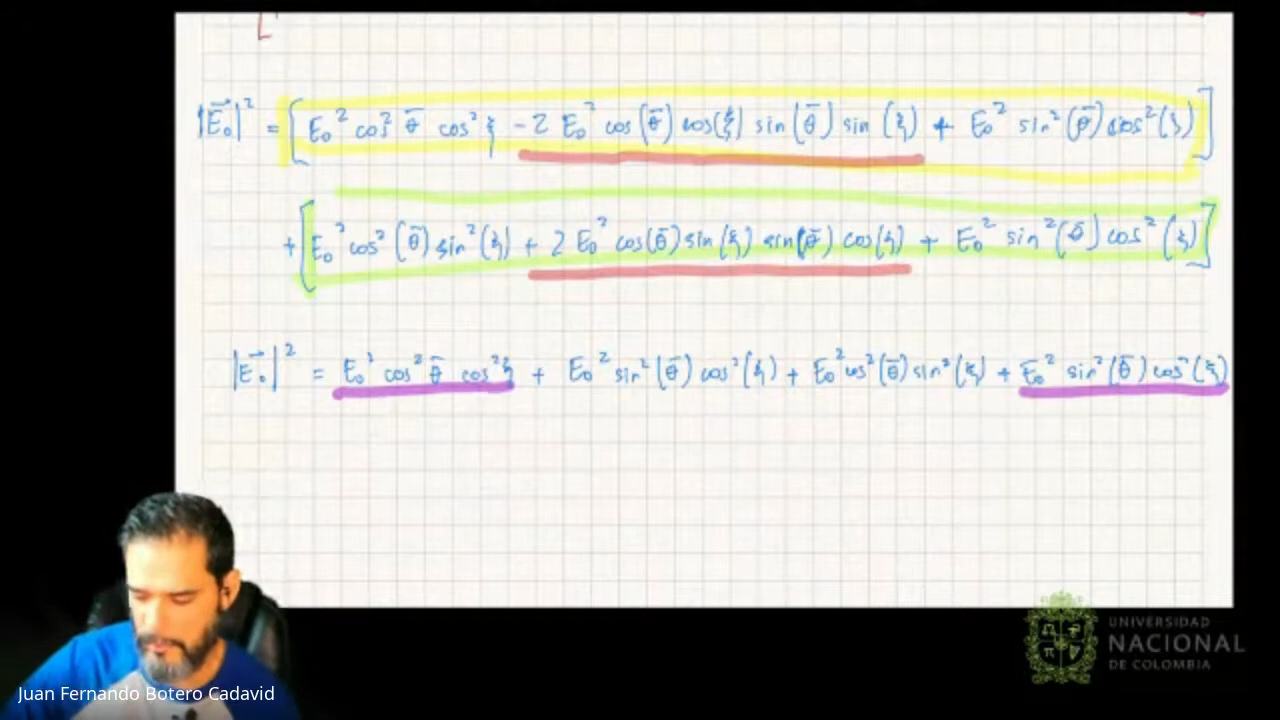 |E₀|² = [E₀² cos² θ̄ cos² ξ − 2 E₀² cos(θ̄) cos(ξ) sin(θ̄) sin(ξ) + E₀² sin²(θ̄) cos²(ξ)]
+ [E₀² cos²(θ̄) sin²(ξ) + 2 E₀² cos(θ̄) sin(ξ) sin(θ̄) cos(ξ) + E₀² sin²(θ̄) cos²(ξ)]
|E₀|² = E₀² cos² θ̄ cos² ξ + E₀² sin²(θ̄) cos²(ξ) + E₀² cos²(θ̄) sin²(ξ) + E₀² sin²(θ̄) cos²(ξ)
UNIVERSIDAD
NACIONAL
DE COLOMBIA
Juan Fernando Botero Cadavid